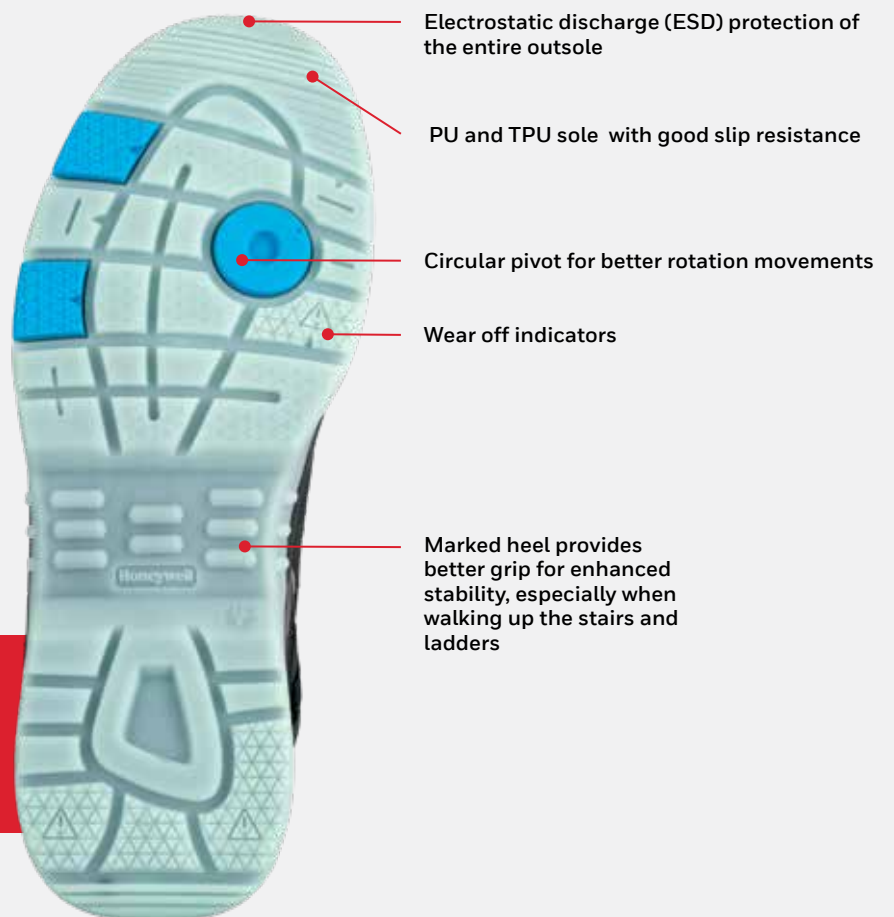 Electrostatic discharge (ESD) protection of
the entire outsole
PU and TPU sole with good slip resistance
Circular pivot for better rotation movements
Wear off indicators
Marked heel provides
better grip for enhanced
stability, especially when
walking up the stairs and
ladders
Honeywell